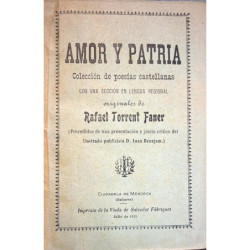 AMOR Y PATRIA
Colección de poesías castellanas
CON UNA SECCIÓN EN LENGUA REGIONAL
originales de
Rafael Torrent Faner
(Precedidas de una presentación y juicio crítico del
ilustrado publicista D. Juan Benejam.)
CIUDADELA DE MENORCA
(Baleares)
Imprenta de la Viuda de Salvador Fábregues
Julio de